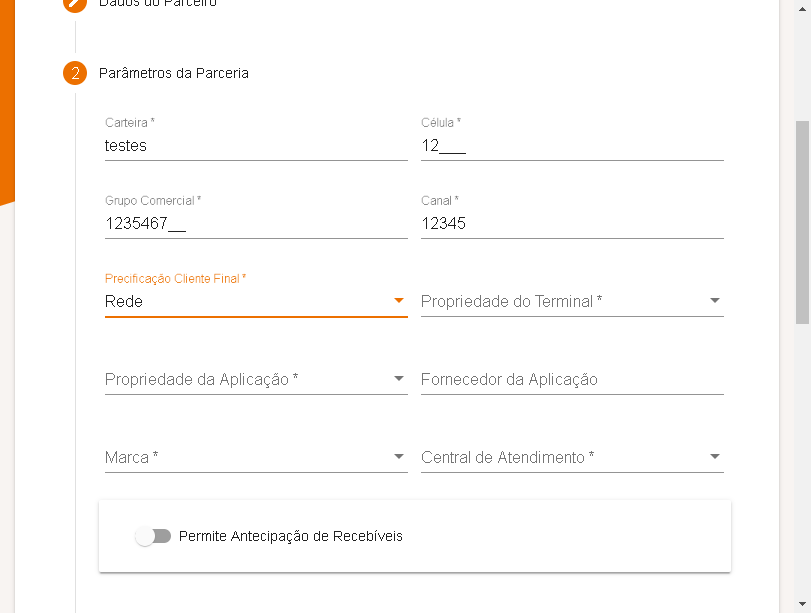 Dados do Parceiro
2 Parâmetros da Parceria
Carteira * Célula *
testes 12___
Grupo Comercial * Canal *
1235467__ 12345
Precificação Cliente Final *
Rede Propriedade do Terminal *
Propriedade da Aplicação * Fornecedor da Aplicação
Marca * Central de Atendimento *
Permite Antecipação de Recebíveis